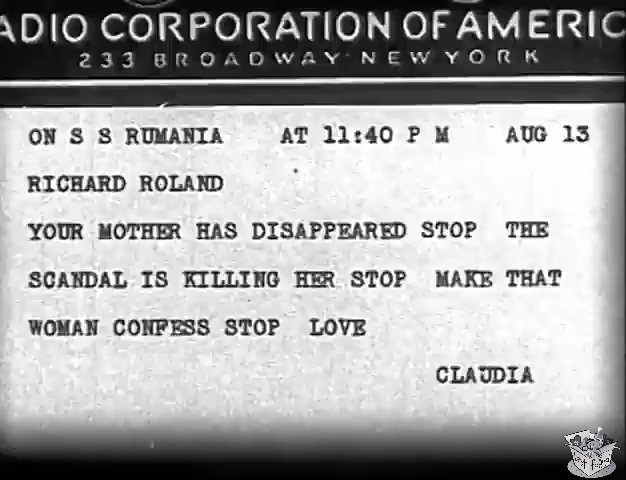 ADIO CORPORATION OF AMERIC
233 BROADWAY NEW YORK
ON S S RUMANIA AT 11:40 P M AUG 13
RICHARD ROLAND
YOUR MOTHER HAS DISAPPEARED STOP THE
SCANDAL IS KILLING HER STOP MAKE THAT
WOMAN CONFESS STOP LOVE
CLAUDIA